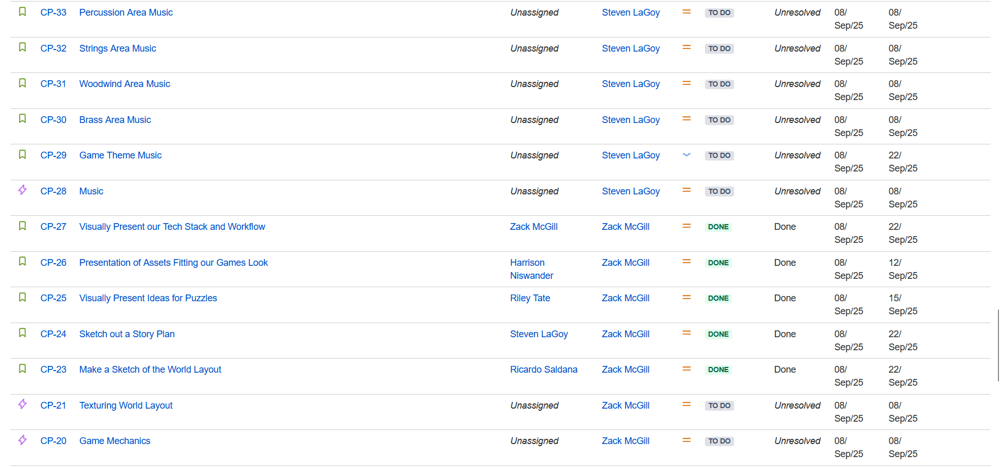 CP-33 Percussion Area Music Unassigned Steven LaGoy TO DO Unresolved 08/ 08/
Sep/25 Sep/25
CP-32 Strings Area Music Unassigned Steven LaGoy TO DO Unresolved 08/ 08/
Sep/25 Sep/25
CP-31 Woodwind Area Music Unassigned Steven LaGoy TO DO Unresolved 08/ 08/
Sep/25 Sep/25
CP-30 Brass Area Music Unassigned Steven LaGoy TO DO Unresolved 08/ 08/
Sep/25 Sep/25
CP-29 Game Theme Music Unassigned Steven LaGoy TO DO Unresolved 08/ 22/
Sep/25 Sep/25
CP-28 Music Unassigned Steven LaGoy TO DO Unresolved 08/ 08/
Sep/25 Sep/25
CP-27 Visually Present our Tech Stack and Workflow Zack McGill Zack McGill DONE Done 08/ 22/
Sep/25 Sep/25
CP-26 Presentation of Assets Fitting our Games Look Harrison Zack McGill DONE Done 08/ 12/
Niswander Sep/25 Sep/25
CP-25 Visually Present Ideas for Puzzles Riley Tate Zack McGill DONE Done 08/ 15/
Sep/25 Sep/25
CP-24 Sketch out a Story Plan Steven LaGoy Zack McGill DONE Done 08/ 22/
Sep/25 Sep/25
CP-23 Make a Sketch of the World Layout Ricardo Saldana Zack McGill DONE Done 08/ 22/
Sep/25 Sep/25
CP-21 Texturing World Layout Unassigned Zack McGill TO DO Unresolved 08/ 08/
Sep/25 Sep/25
CP-20 Game Mechanics Unassigned Zack McGill TO DO Unresolved 08/ 08/
Sep/25 Sep/25